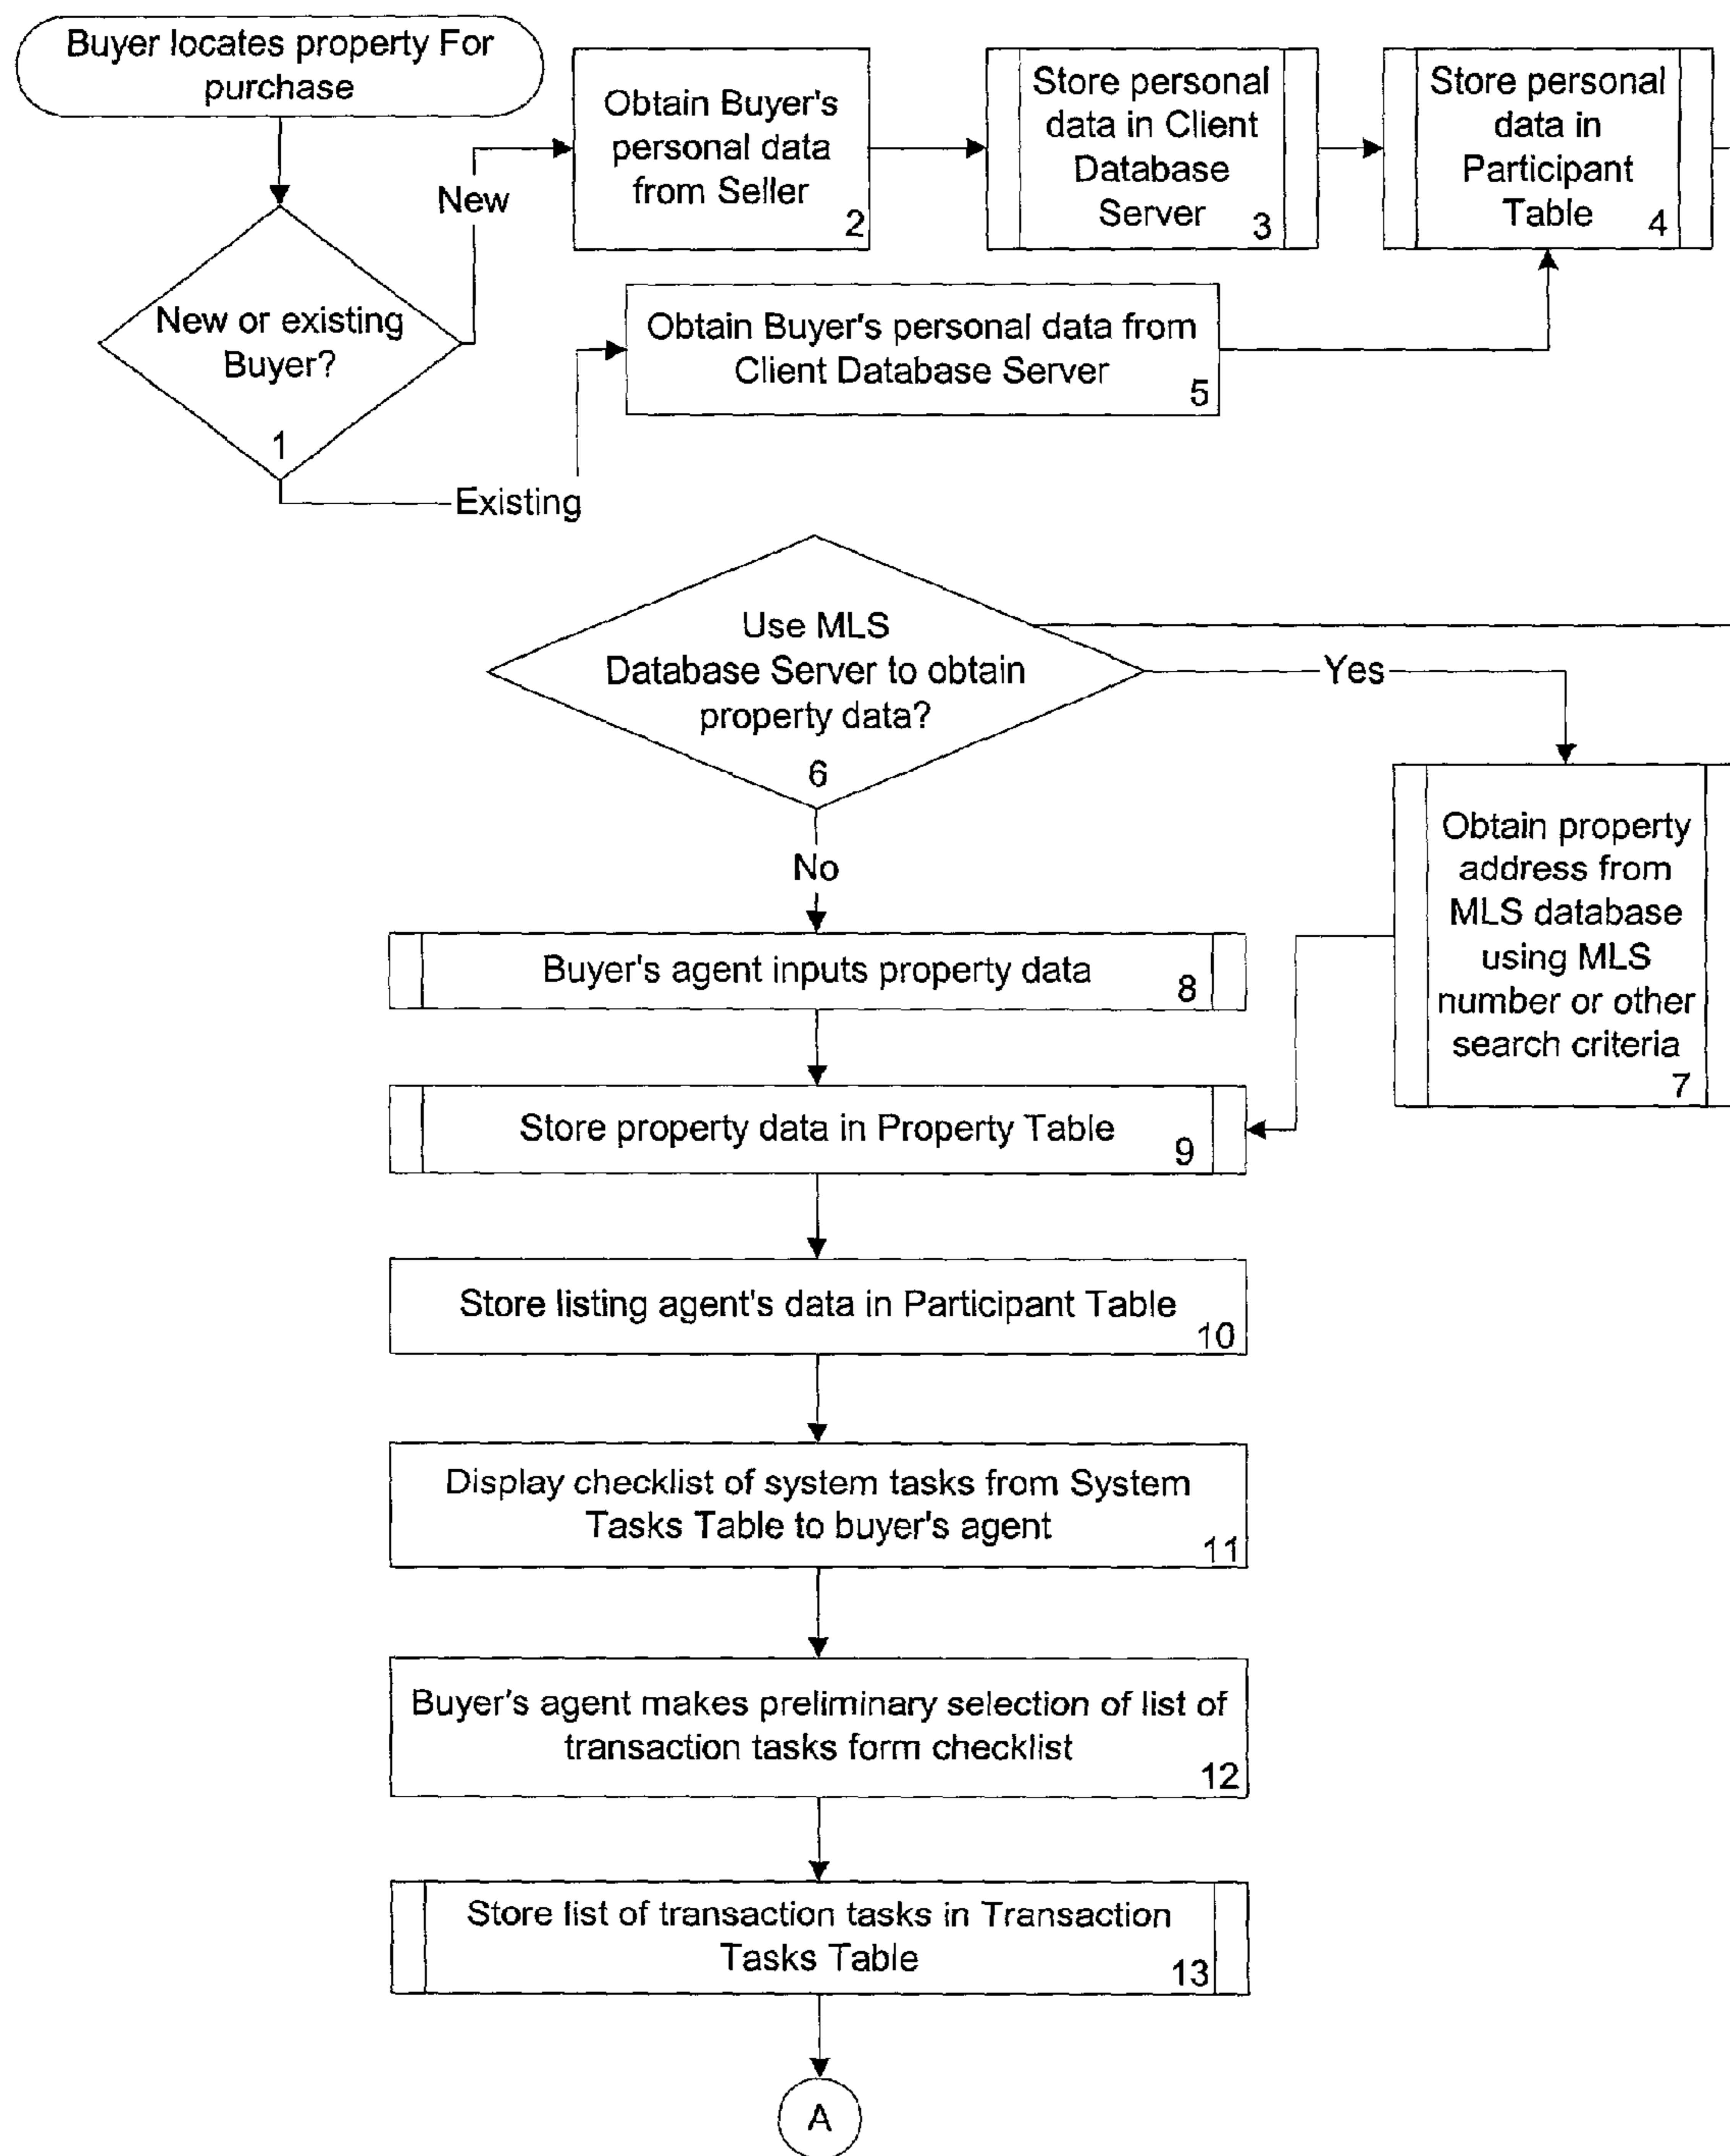 Buyer locates property For
purchase
New or existing
Buyer?
1
New
Obtain Buyer's
personal data
from Seller
2
Store personal
data in Client
Database
Server
3
Store personal
data in
Participant
Table
4
Existing
Obtain Buyer's personal data from
Client Database Server
5
Use MLS
Database Server to obtain
property data?
6
Yes
Obtain property
address from
MLS database
using MLS
number or other
search criteria
7
No
Buyer's agent inputs property data
8
Store property data in Property Table
9
Store listing agent's data in Participant Table
10
Display checklist of system tasks from System
Tasks Table to buyer's agent
11
Buyer's agent makes preliminary selection of list of
transaction tasks form checklist
12
Store list of transaction tasks in Transaction
Tasks Table
13
A